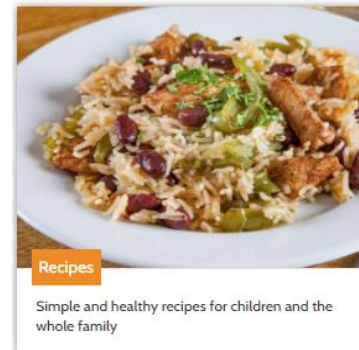 Recipes
Simple and healthy recipes for children and the
whole family